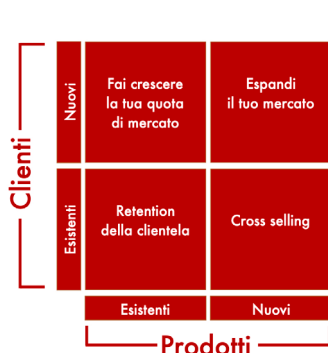 Clienti
Nuovi
Fai crescere
la tua quota
di mercato
Espandi
il tuo mercato
Esistenti
Retention
della clientela
Cross selling
Esistenti
Nuovi
Prodotti